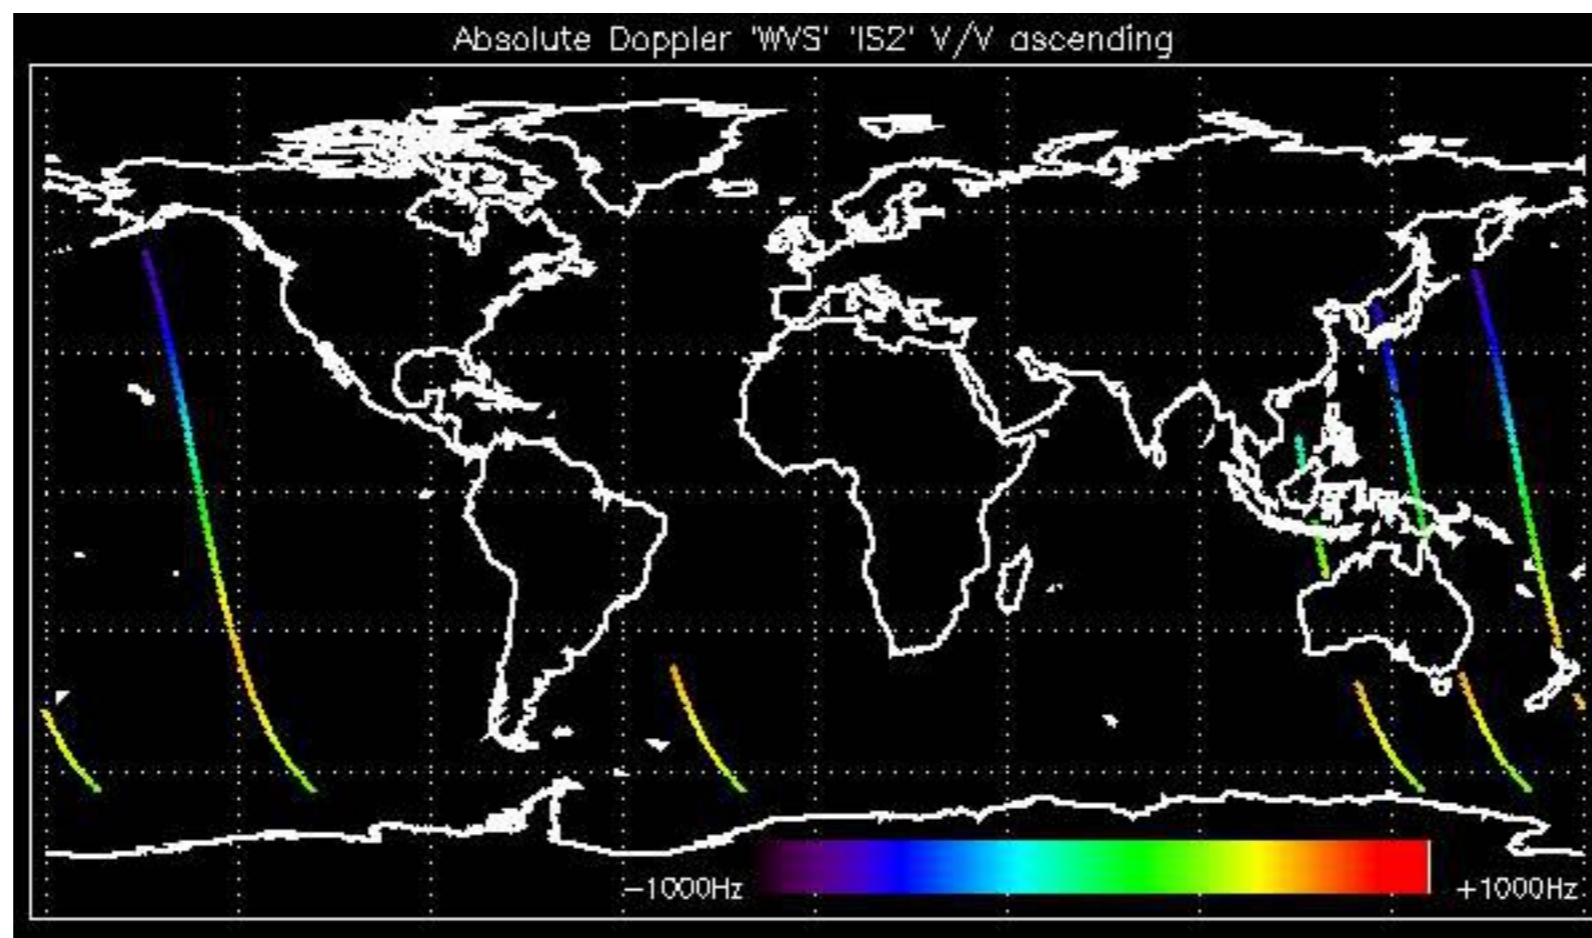 Absolute Doppler 'WVS' 'IS2' V/V ascending
-1000Hz
+1000Hz